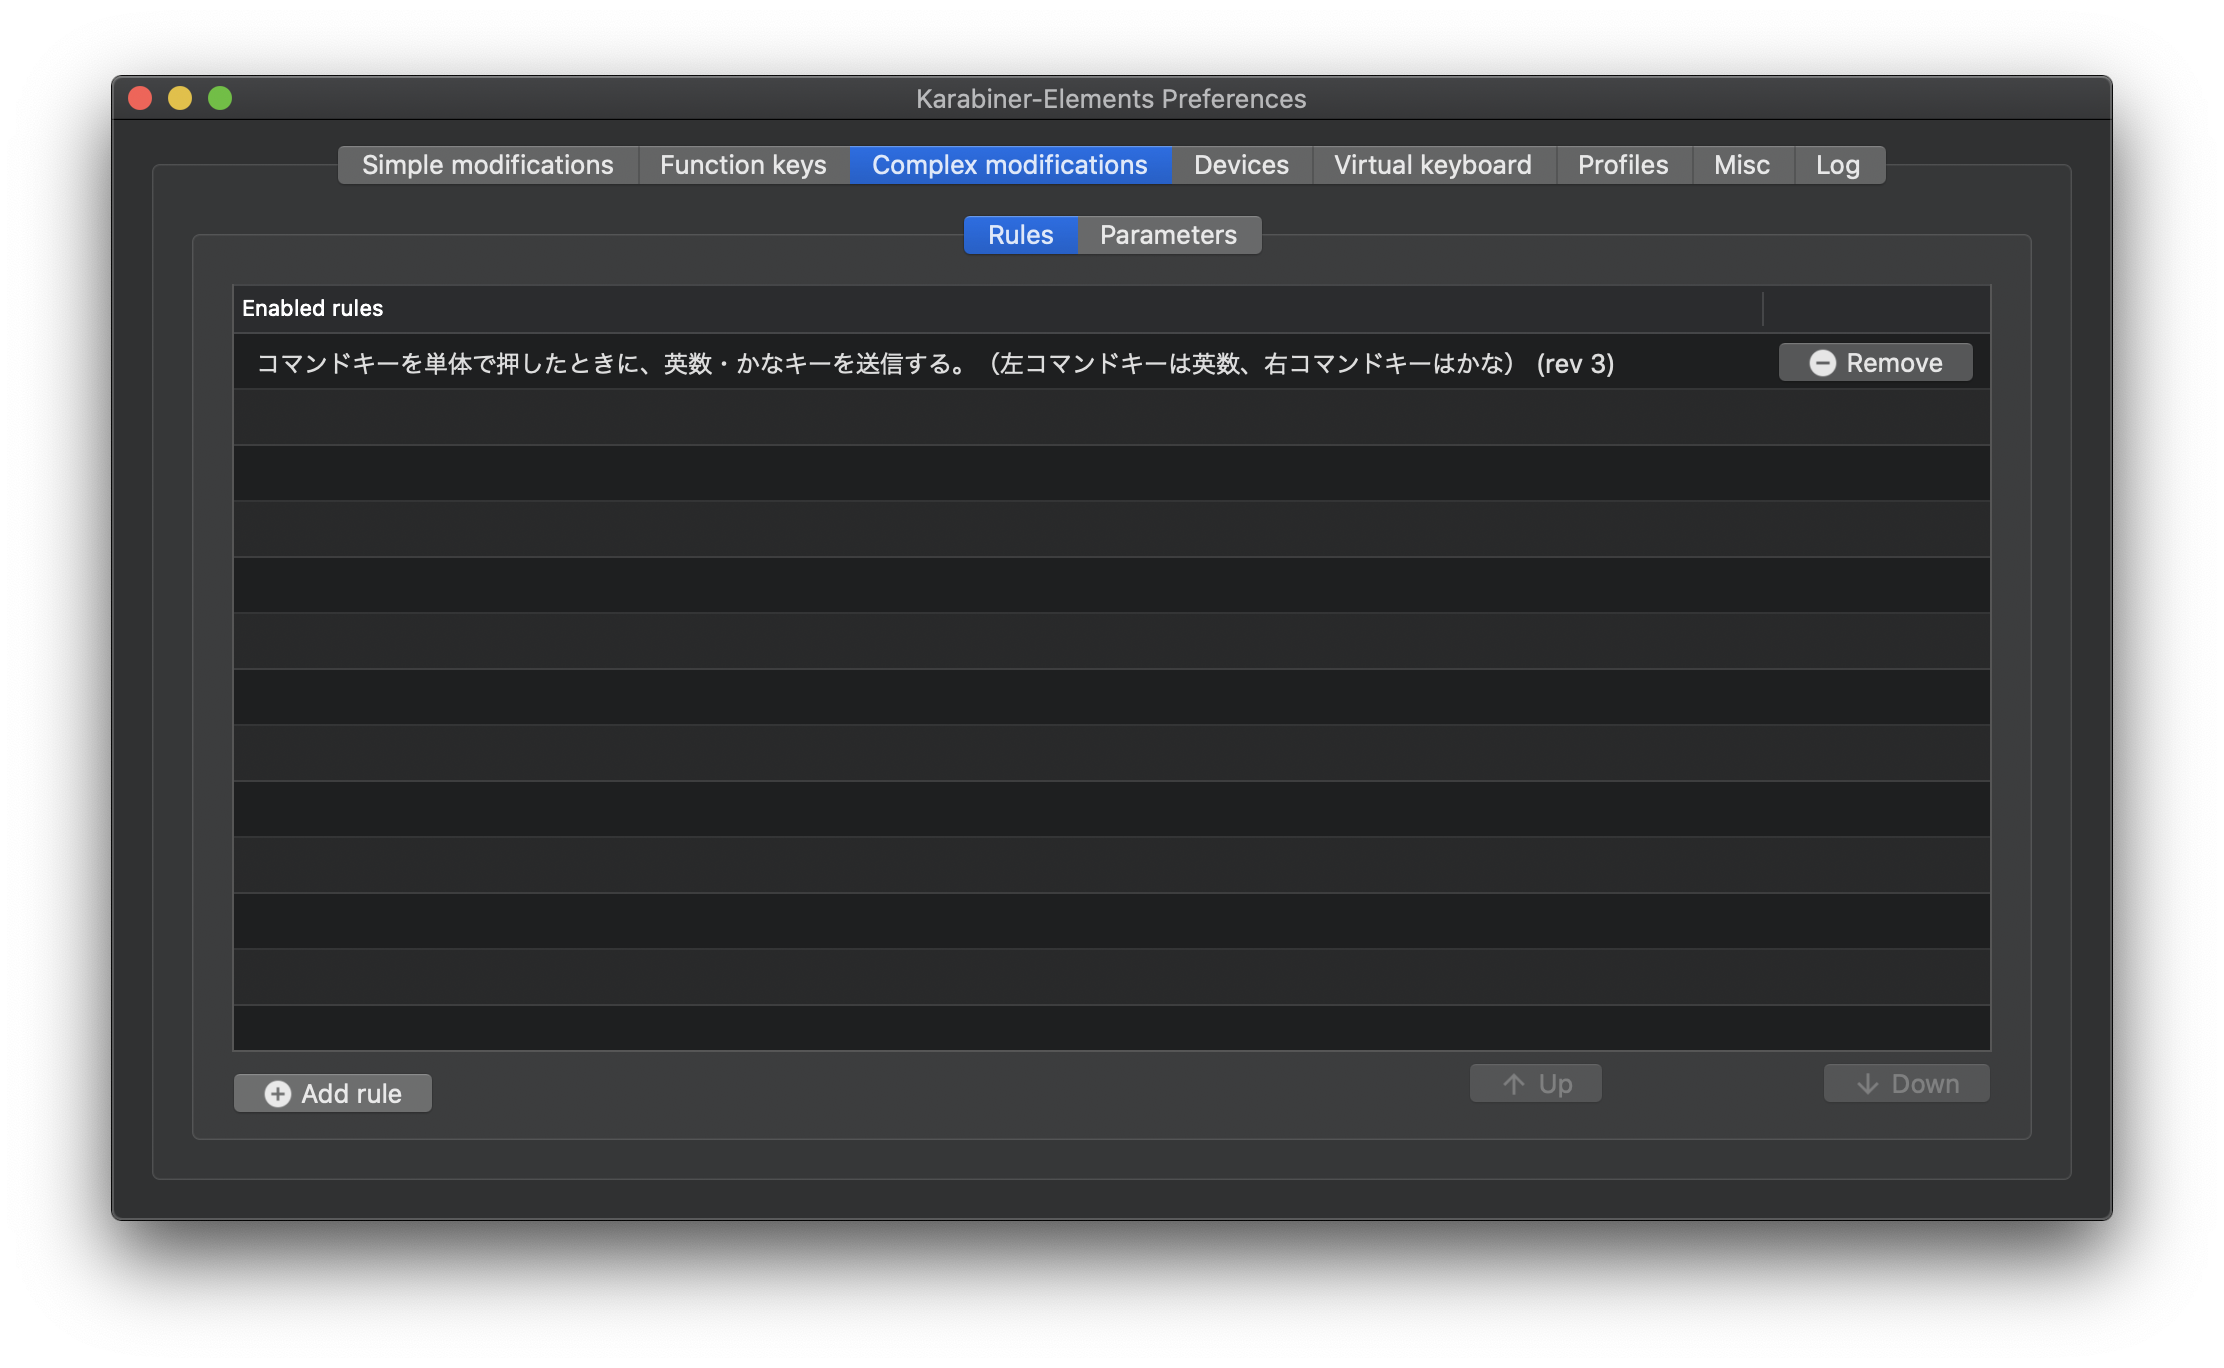 Karabiner-Elements Preferences
Simple modifications Function keys Complex modifications Devices Virtual keyboard Profiles Misc Log
Rules Parameters
Enabled rules
コマンドキーを単体で押したときに、英数・かなキーを送信する。（左コマンドキーは英数、右コマンドキーはかな） (rev 3) Remove
Add rule Up Down